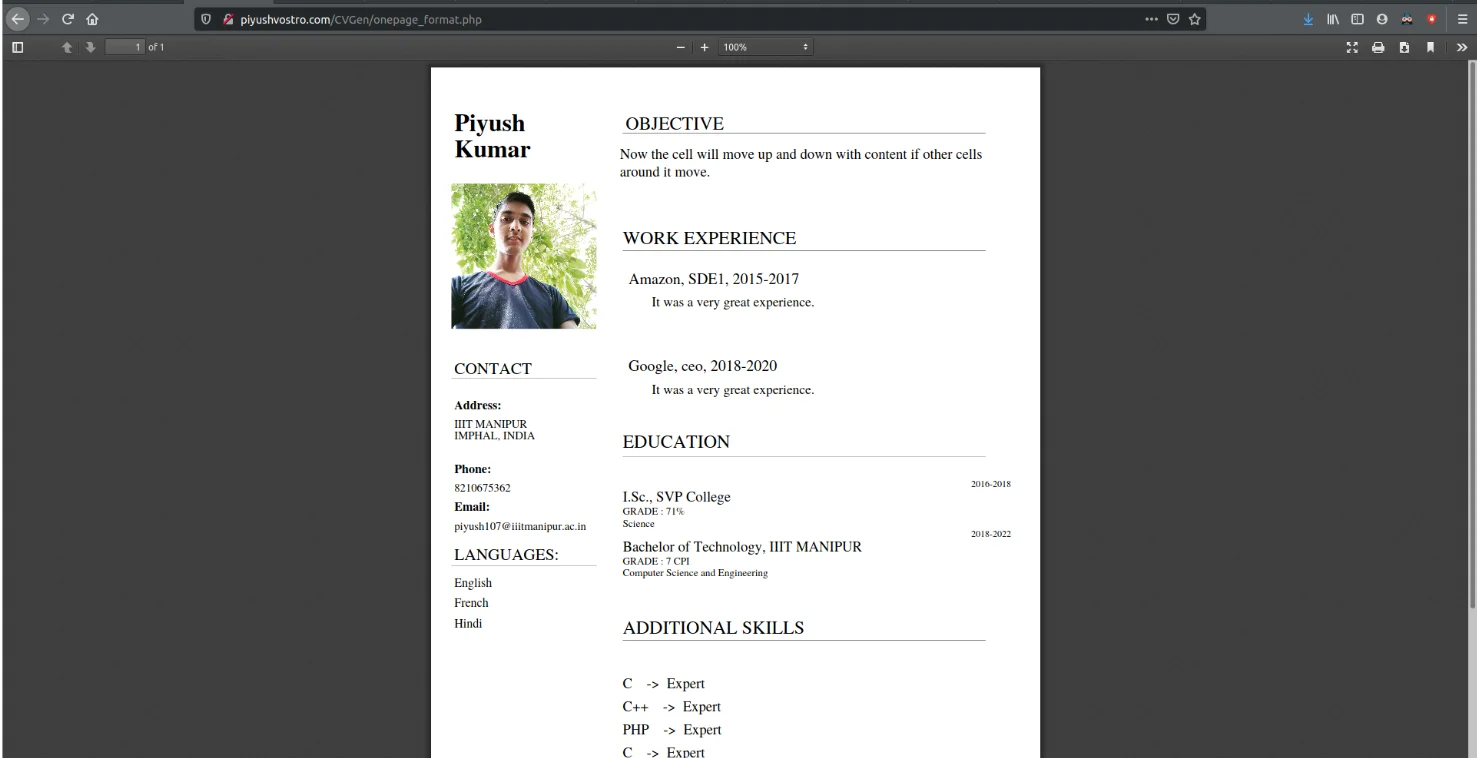 piyushvostro.com/CVGen/onepage_format.php
1 of 1
100%
Piyush
Kumar
CONTACT
Address:
IIIT MANIPUR
IMPHAL, INDIA
Phone:
8210675362
Email:
piyush107@iiitmanipur.ac.in
LANGUAGES:
English
French
Hindi
OBJECTIVE
Now the cell will move up and down with content if other cells
around it move.
WORK EXPERIENCE
Amazon, SDE1, 2015-2017
It was a very great experience.
Google, ceo, 2018-2020
It was a very great experience.
EDUCATION
2016-2018
I.Sc., SVP College
GRADE : 71%
Science
2018-2022
Bachelor of Technology, IIIT MANIPUR
GRADE : 7 CPI
Computer Science and Engineering
ADDITIONAL SKILLS
C -> Expert
C++ -> Expert
PHP -> Expert
C -> Expert